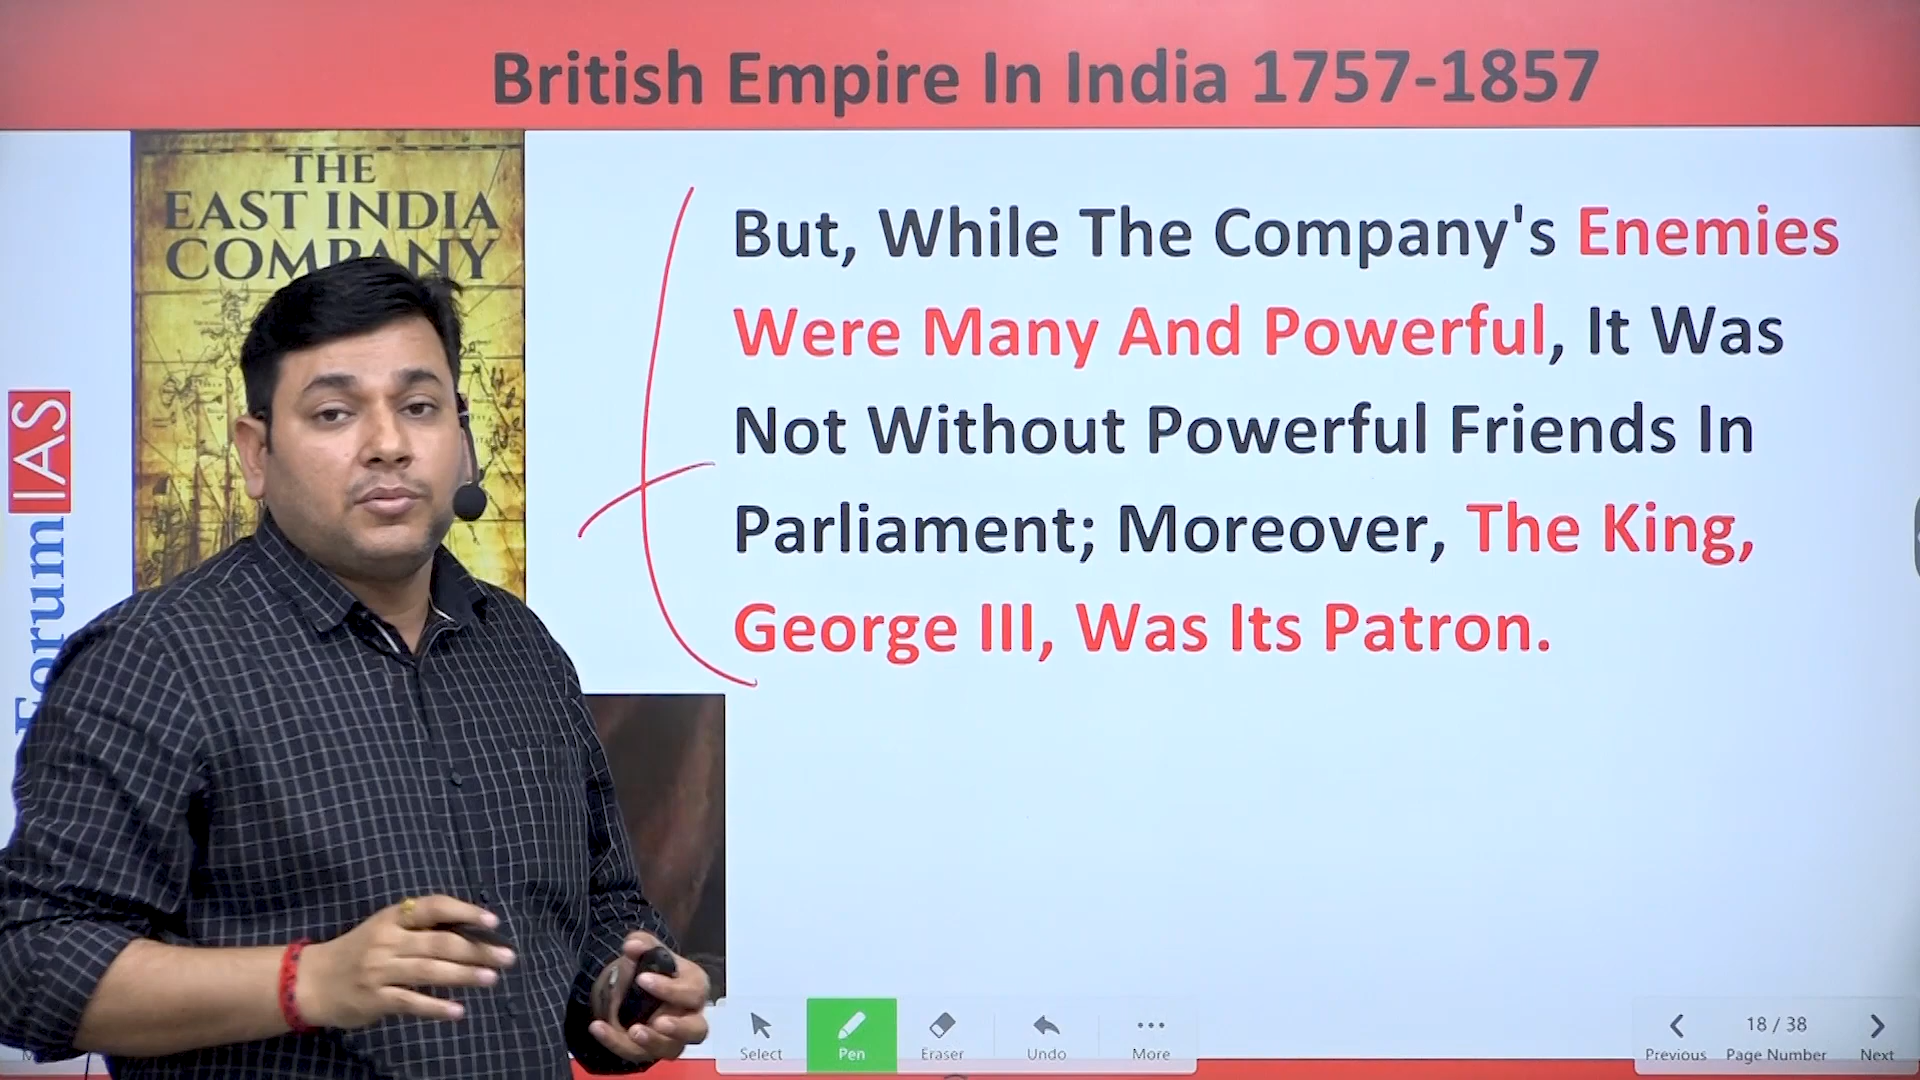 British Empire In India 1757-1857
THE
EAST INDIA
COMPANY
But, While The Company's Enemies
Were Many And Powerful, It Was
Not Without Powerful Friends In
Parliament; Moreover, The King,
George III, Was Its Patron.
Forum IAS
Select
Pen
Eraser
Undo
More
18 / 38
Previous
Page Number
Next